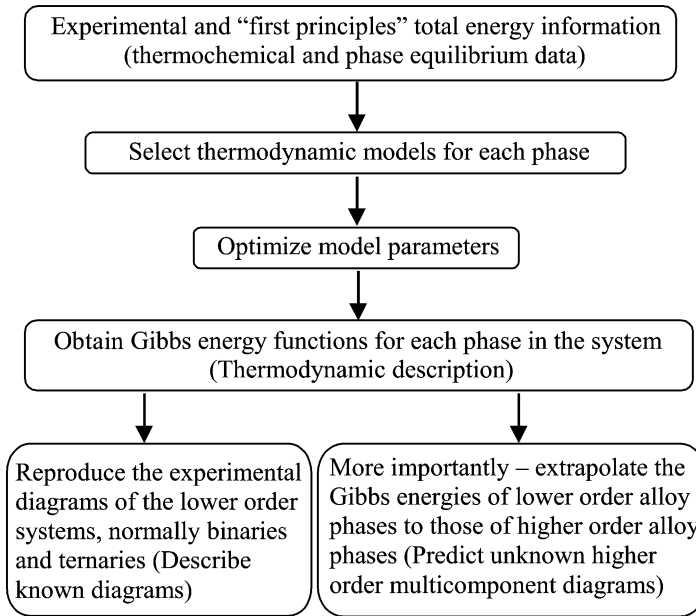 Experimental and “first principles” total energy information
(thermochemical and phase equilibrium data)
Select thermodynamic models for each phase
Optimize model parameters
Obtain Gibbs energy functions for each phase in the system
(Thermodynamic description)
Reproduce the experimental
diagrams of the lower order
systems, normally binaries
and ternaries (Describe
known diagrams)
More importantly – extrapolate the
Gibbs energies of lower order alloy
phases to those of higher order alloy
phases (Predict unknown higher
order multicomponent diagrams)